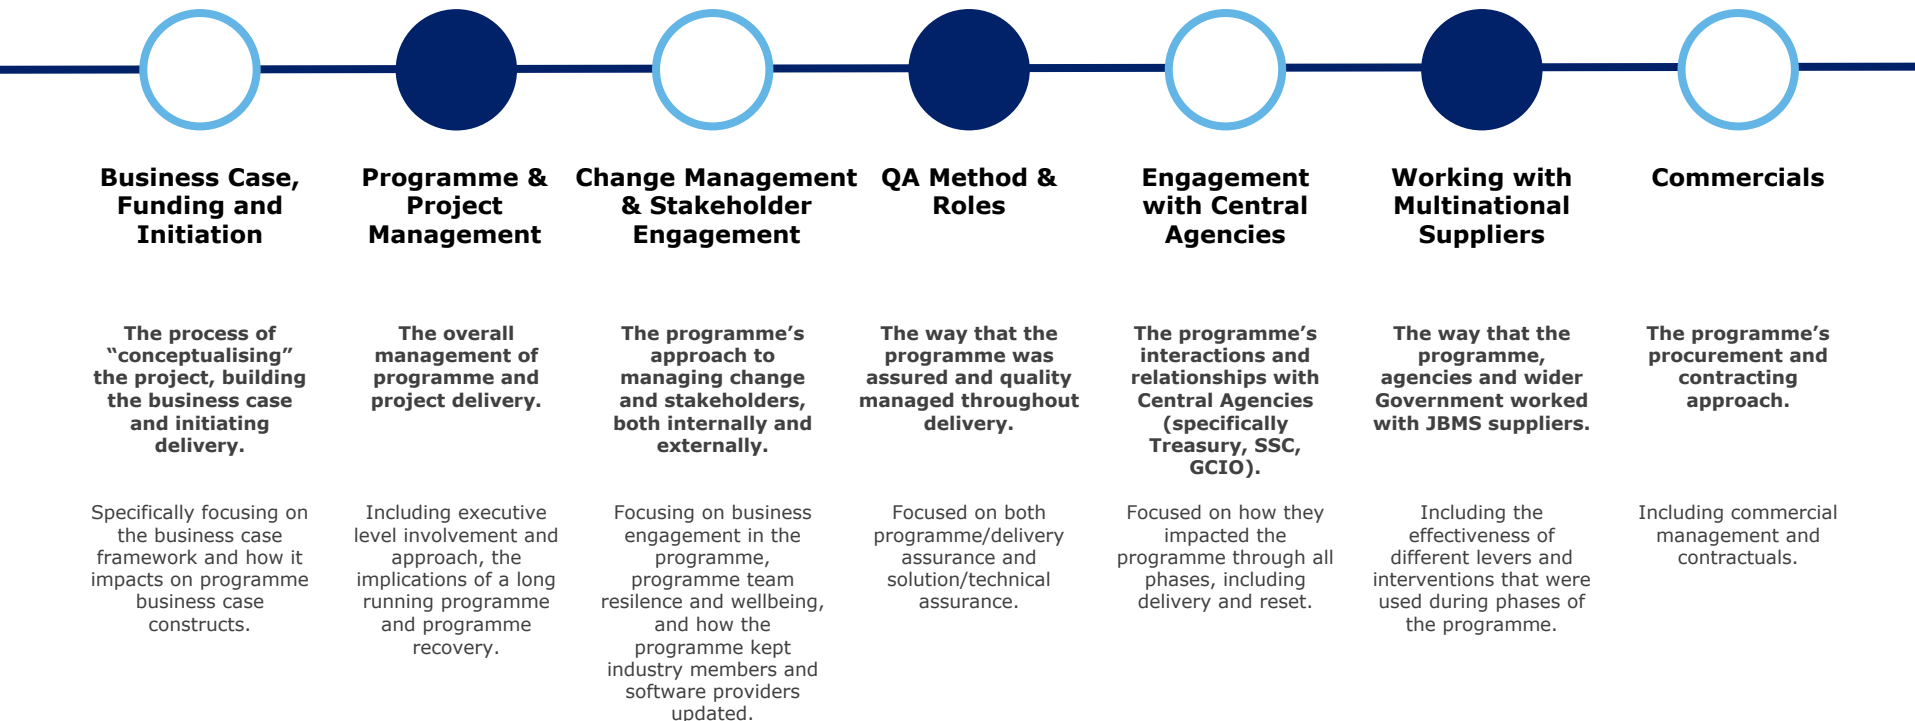 Business Case,
Funding and
Initiation
The process of
“conceptualising”
the project, building
the business case
and initiating
delivery.
Specifically focusing on
the business case
framework and how it
impacts on programme
business case
constructs.
Programme &
Project
Management
The overall
management of
programme and
project delivery.
Including executive
level involvement and
approach, the
implications of a long
running programme
and programme
recovery.
Change Management
& Stakeholder
Engagement
The programme’s
approach to
managing change
and stakeholders,
both internally and
externally.
Focusing on business
engagement in the
programme,
programme team
resilence and wellbeing,
and how the
programme kept
industry members and
software providers
updated.
QA Method &
Roles
The way that the
programme was
assured and quality
managed throughout
delivery.
Focused on both
programme/delivery
assurance and
solution/technical
assurance.
Engagement
with Central
Agencies
The programme’s
interactions and
relationships with
Central Agencies
(specifically
Treasury, SSC,
GCIO).
Focused on how they
impacted the
programme through all
phases, including
delivery and reset.
Working with
Multinational
Suppliers
The way that the
programme,
agencies and wider
Government worked
with JBMS suppliers.
Including the
effectiveness of
different levers and
interventions that were
used during phases of
the programme.
Commercials
The programme’s
procurement and
contracting
approach.
Including commercial
management and
contractuals.